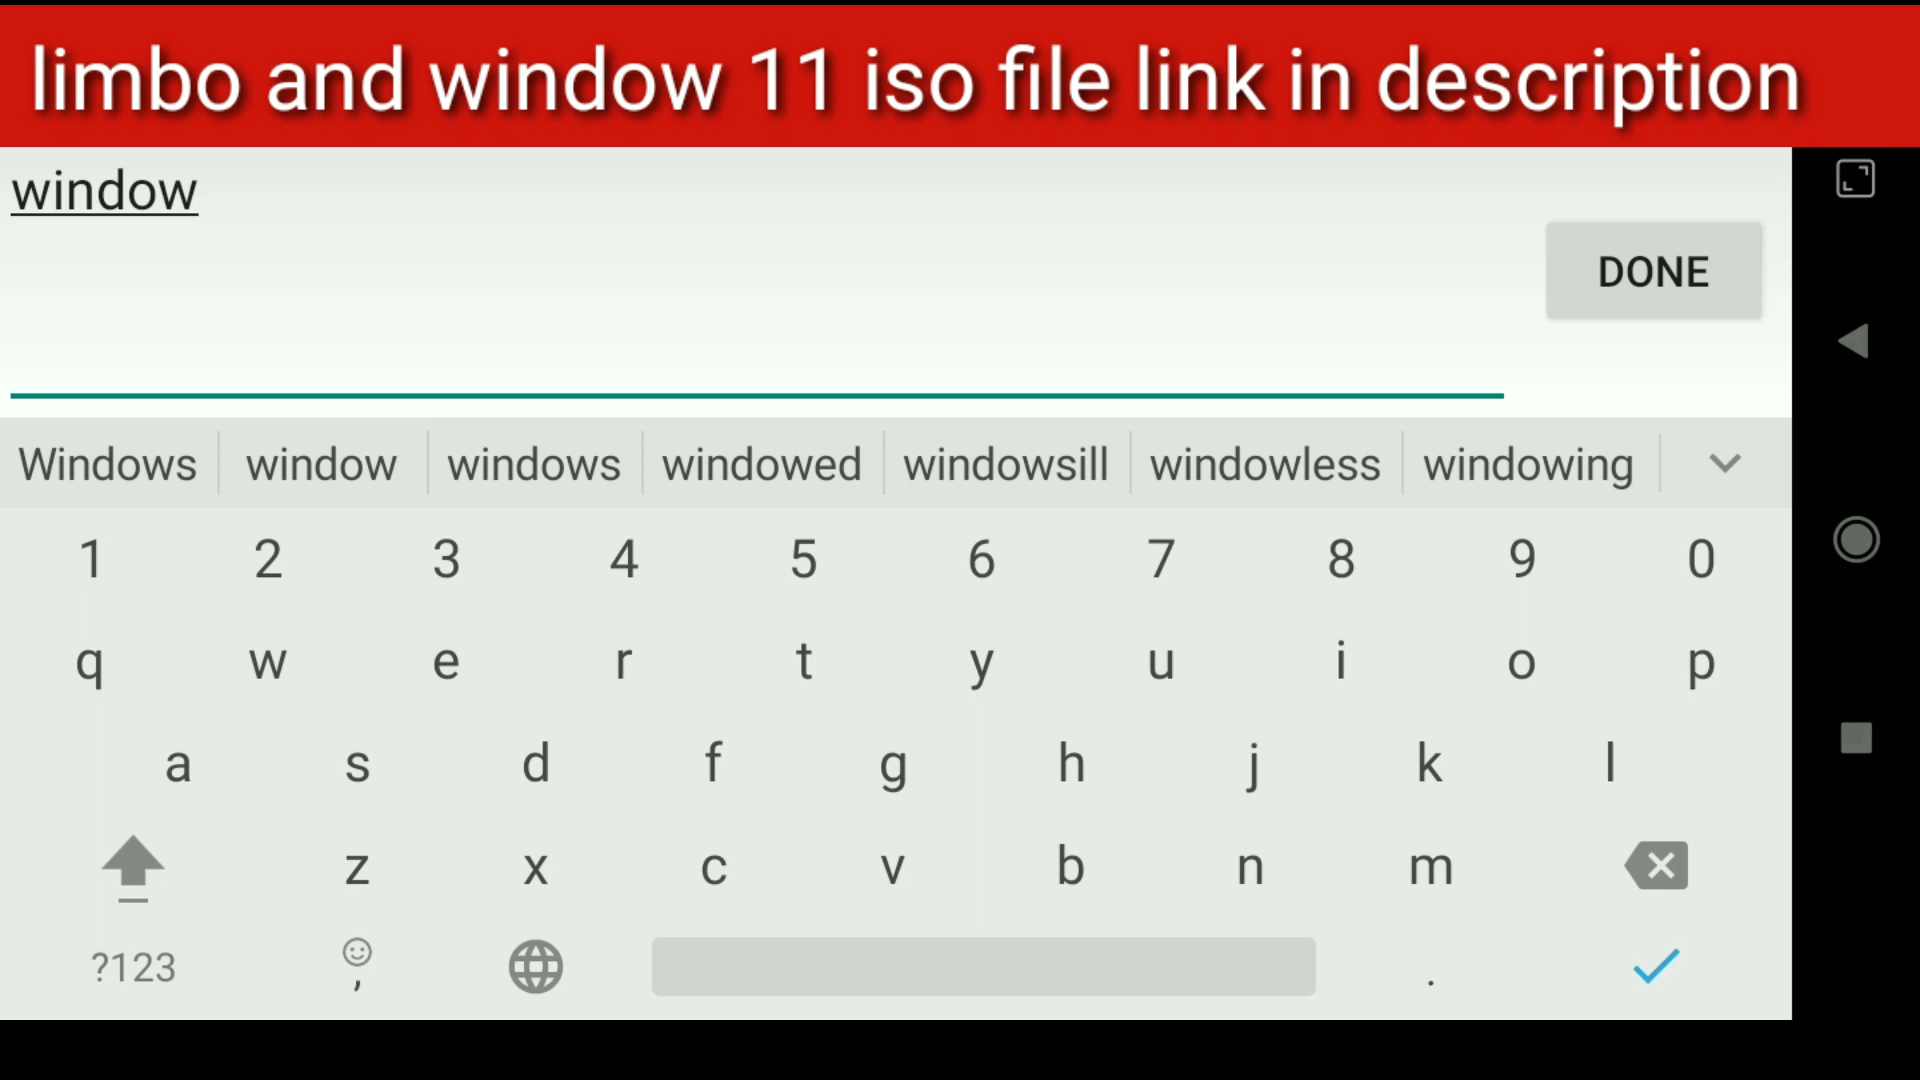 limbo and window 11 iso file link in description
window
DONE
Windows window windows windowed windowsill windowless windowing
1 2 3 4 5 6 7 8 9 0
q w e r t y u i o p
a s d f g h j k l
z x c v b n m
?123 , .